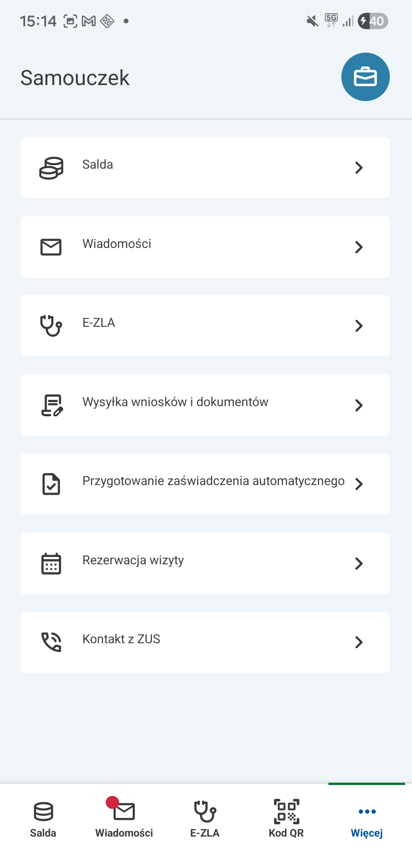 15:14 5G 40
Samouczek
Salda
Wiadomości
E-ZLA
Wysyłka wniosków i dokumentów
Przygotowanie zaświadczenia automatycznego
Rezerwacja wizyty
Kontakt z ZUS
Salda Wiadomości E-ZLA Kod QR Więcej